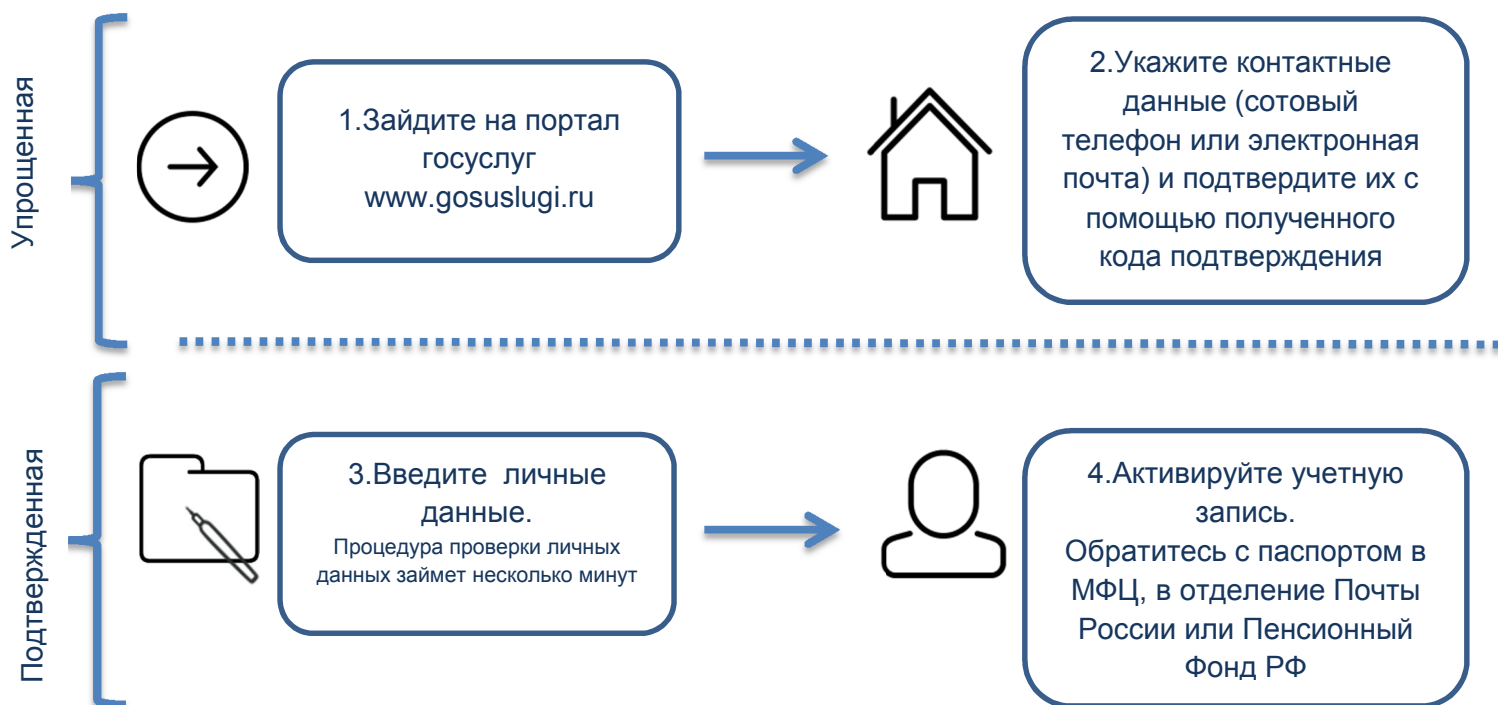 Упрощенная
1.Зайдите на портал
госуслуг
www.gosuslugi.ru
2.Укажите контактные
данные (сотовый
телефон или электронная
почта) и подтвердите их с
помощью полученного
кода подтверждения
Подтвержденная
3.Введите личные
данные.
Процедура проверки личных
данных займет несколько минут
4.Активируйте учетную
запись.
Обратитесь с паспортом в
МФЦ, в отделение Почты
России или Пенсионный
Фонд РФ